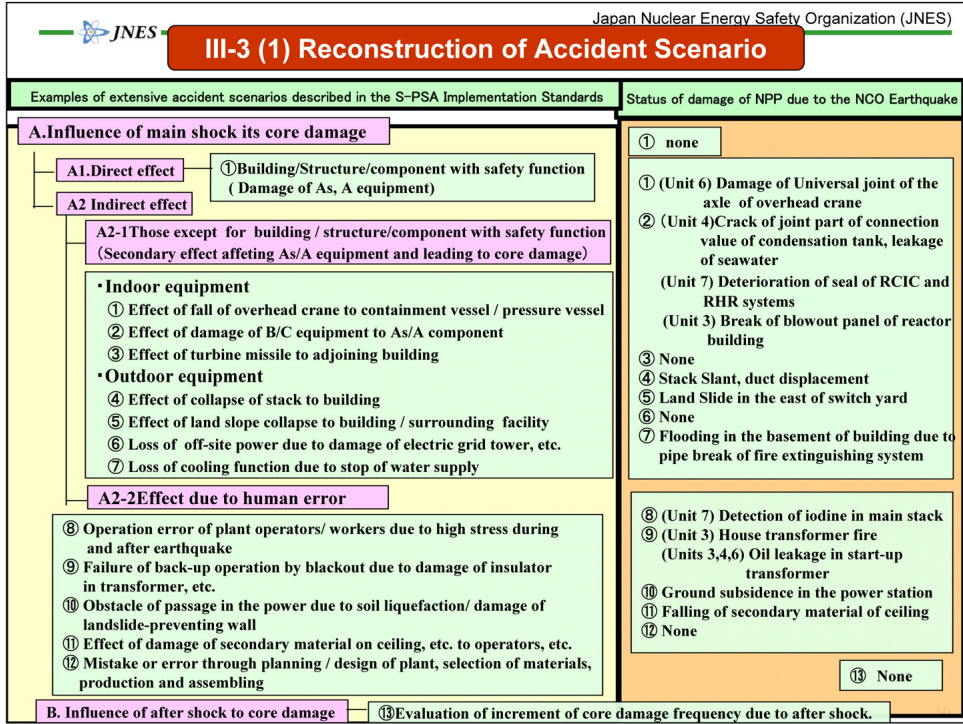 Japan Nuclear Energy Safety Organization (JNES)
JNES
III-3 (1) Reconstruction of Accident Scenario
Examples of extensive accident scenarios described in the S-PSA Implementation Standards
Status of damage of NPP due to the NCO Earthquake
A.Influence of main shock its core damage
A1.Direct effect
①Building/Structure/component with safety function
( Damage of As, A equipment)
A2 Indirect effect
A2-1Those except for building / structure/component with safety function
(Secondary effect affeting As/A equipment and leading to core damage)
・Indoor equipment
① Effect of fall of overhead crane to containment vessel / pressure vessel
② Effect of damage of B/C equipment to As/A component
③ Effect of turbine missile to adjoining building
・Outdoor equipment
④ Effect of collapse of stack to building
⑤ Effect of land slope collapse to building / surrounding facility
⑥ Loss of off-site power due to damage of electric grid tower, etc.
⑦ Loss of cooling function due to stop of water supply
A2-2Effect due to human error
⑧ Operation error of plant operators/ workers due to high stress during
and after earthquake
⑨ Failure of back-up operation by blackout due to damage of insulator
in transformer, etc.
⑩ Obstacle of passage in the power due to soil liquefaction/ damage of
landslide-preventing wall
⑪ Effect of damage of secondary material on ceiling, etc. to operators, etc.
⑫ Mistake or error through planning / design of plant, selection of materials,
production and assembling
B. Influence of after shock to core damage
⑬Evaluation of increment of core damage frequency due to after shock.
① none
① (Unit 6) Damage of Universal joint of the
axle of overhead crane
② (Unit 4)Crack of joint part of connection
value of condensation tank, leakage
of seawater
(Unit 7) Deterioration of seal of RCIC and
RHR systems
(Unit 3) Break of blowout panel of reactor
building
③ None
④ Stack Slant, duct displacement
⑤ Land Slide in the east of switch yard
⑥ None
⑦ Flooding in the basement of building due to
pipe break of fire extinguishing system
⑧ (Unit 7) Detection of iodine in main stack
⑨ (Unit 3) House transformer fire
(Units 3,4,6) Oil leakage in start-up
transformer
⑩ Ground subsidence in the power station
⑪ Falling of secondary material of ceiling
⑫ None
⑬ None